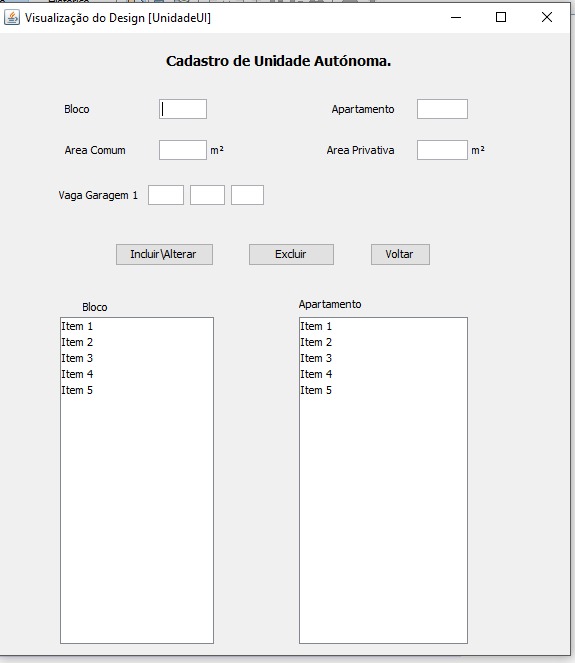 Histórico
Visualização do Design [UnidadeUI]
Cadastro de Unidade Autónoma.
Bloco
Apartamento
Area Comum m²
Area Privativa m²
Vaga Garagem 1
Incluir\Alterar Excluir Voltar
Bloco
Apartamento
Item 1
Item 2
Item 3
Item 4
Item 5
Item 1
Item 2
Item 3
Item 4
Item 5